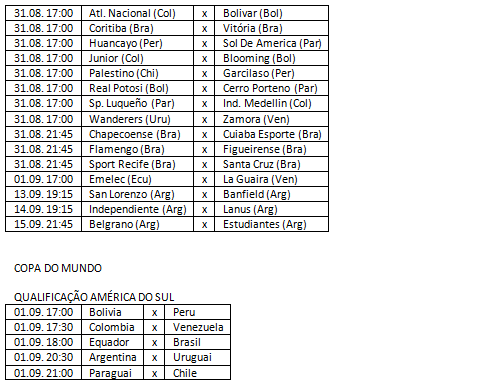 31.08. 17:00 Atl. Nacional (Col) x Bolivar (Bol)
31.08. 17:00 Coritiba (Bra) x Vitória (Bra)
31.08. 17:00 Huancayo (Per) x Sol De America (Par)
31.08. 17:00 Junior (Col) x Blooming (Bol)
31.08. 17:00 Palestino (Chi) x Garcilaso (Per)
31.08. 17:00 Real Potosi (Bol) x Cerro Porteno (Par)
31.08. 17:00 Sp. Luqueño (Par) x Ind. Medellin (Col)
31.08. 17:00 Wanderers (Uru) x Zamora (Ven)
31.08. 21:45 Chapecoense (Bra) x Cuiaba Esporte (Bra)
31.08. 21:45 Flamengo (Bra) x Figueirense (Bra)
31.08. 21:45 Sport Recife (Bra) x Santa Cruz (Bra)
01.09. 17:00 Emelec (Ecu) x La Guaira (Ven)
13.09. 19:15 San Lorenzo (Arg) x Banfield (Arg)
14.09. 19:15 Independiente (Arg) x Lanus (Arg)
15.09. 21:45 Belgrano (Arg) x Estudiantes (Arg)
COPA DO MUNDO
QUALIFICAÇÃO AMÉRICA DO SUL
01.09. 17:00 Bolivia x Peru
01.09. 17:30 Colombia x Venezuela
01.09. 18:00 Equador x Brasil
01.09. 20:30 Argentina x Uruguai
01.09. 21:00 Paraguai x Chile